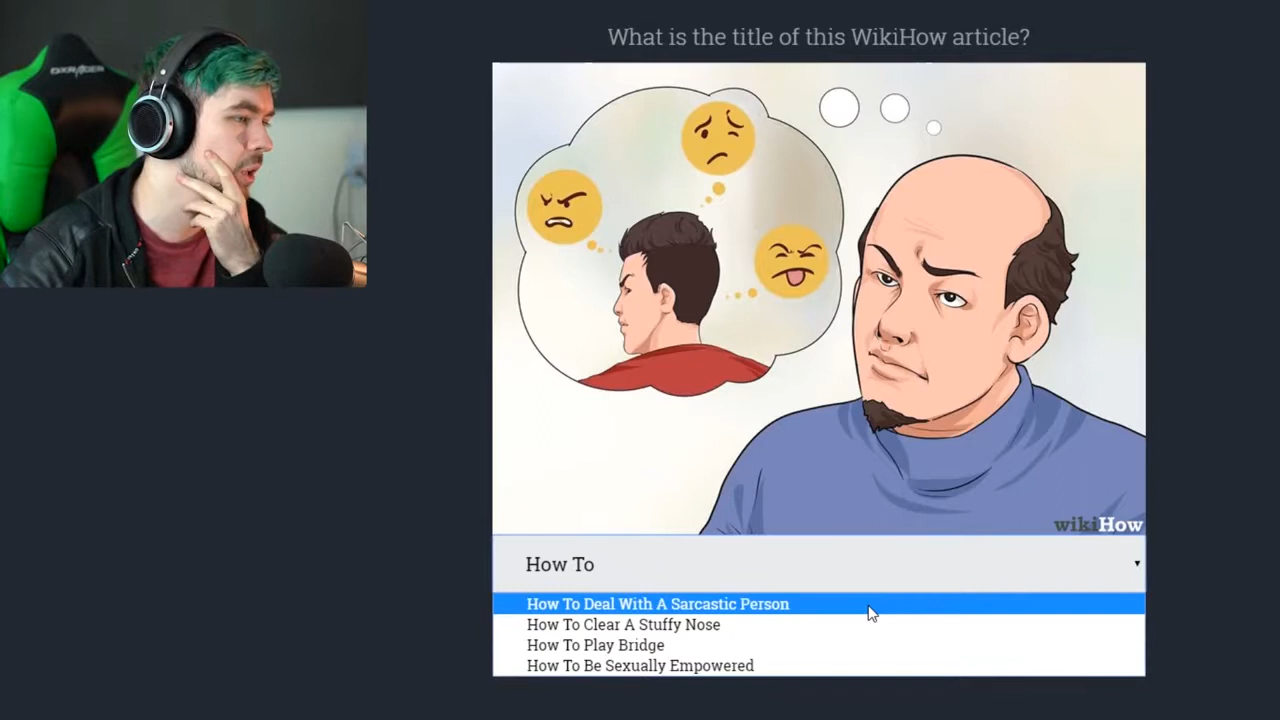 What is the title of this WikiHow article?
DXRACER
wikiHow
How To
How To Deal With A Sarcastic Person
How To Clear A Stuffy Nose
How To Play Bridge
How To Be Sexually Empowered